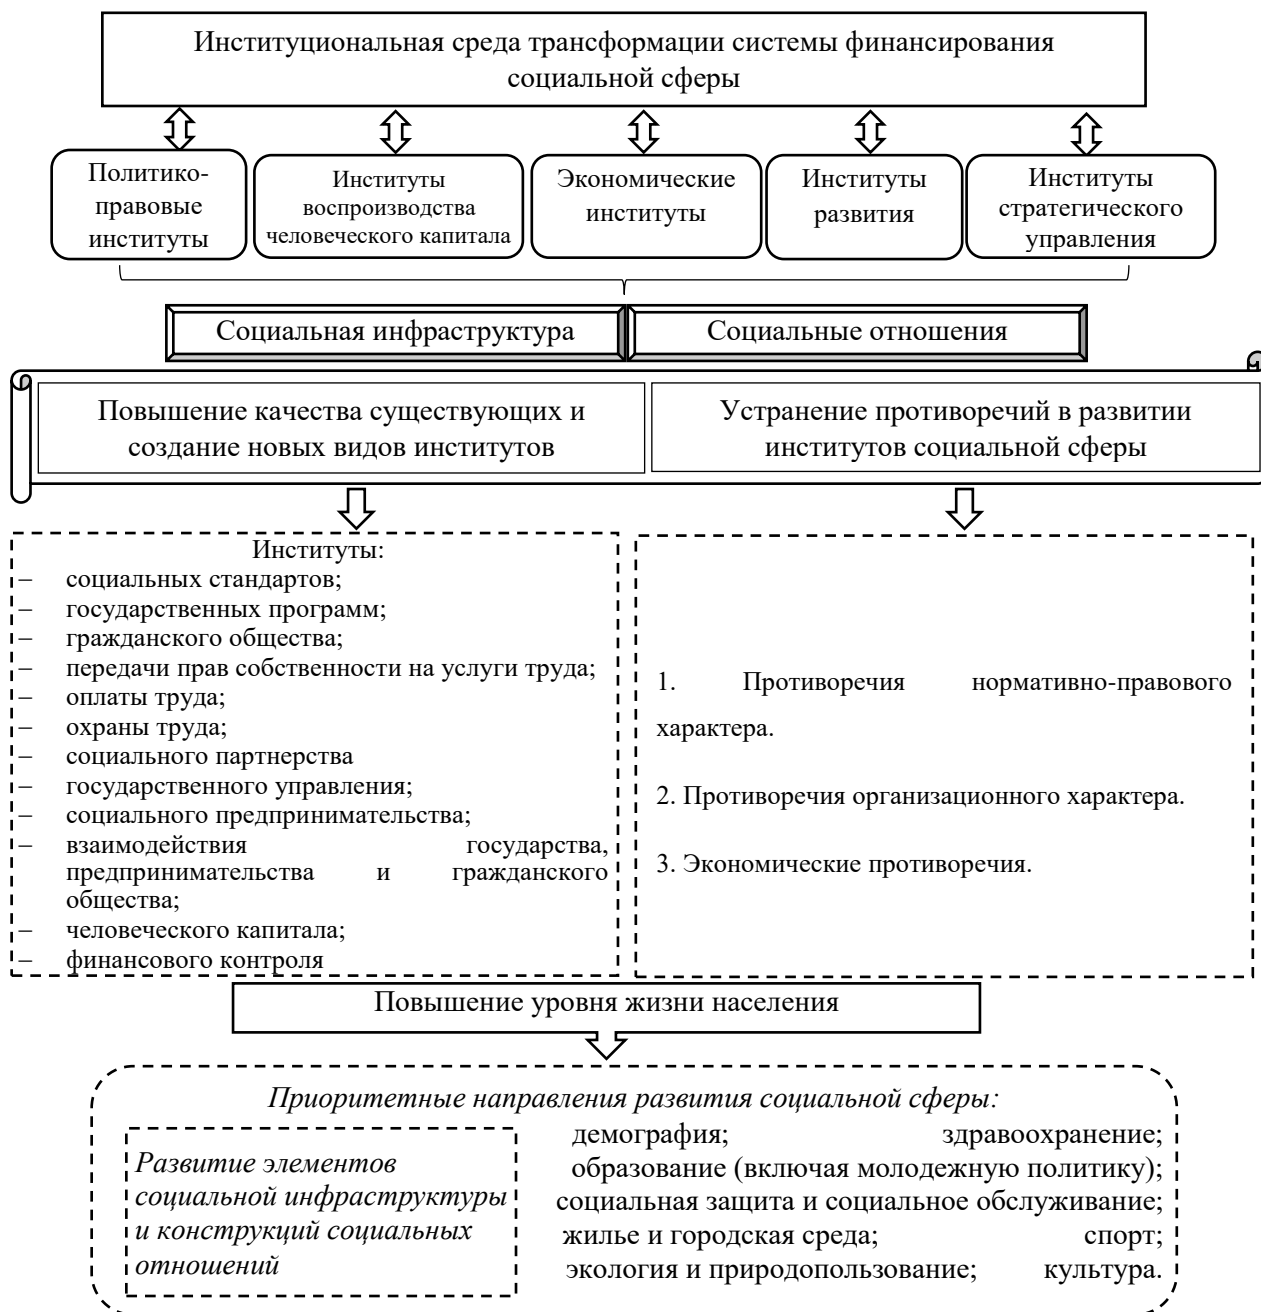 Институциональная среда трансформации системы финансирования
социальной сферы
Политико-
правовые
институты
Институты
воспроизводства
человеческого капитала
Экономические
институты
Институты
развития
Институты
стратегического
управления
Социальная инфраструктура
Социальные отношения
Повышение качества существующих и
создание новых видов институтов
Устранение противоречий в развитии
институтов социальной сферы
Институты:
– социальных стандартов;
– государственных программ;
– гражданского общества;
– передачи прав собственности на услуги труда;
– оплаты труда;
– охраны труда;
– социального партнерства
– государственного управления;
– социального предпринимательства;
– взаимодействия государства,
предпринимательства и гражданского
общества;
– человеческого капитала;
– финансового контроля
1. Противоречия нормативно-правового
характера.
2. Противоречия организационного характера.
3. Экономические противоречия.
Повышение уровня жизни населения
Приоритетные направления развития социальной сферы:
Развитие элементов
социальной инфраструктуры
и конструкций социальных
отношений
демография; здравоохранение;
образование (включая молодежную политику);
социальная защита и социальное обслуживание;
жилье и городская среда; спорт;
экология и природопользование; культура.